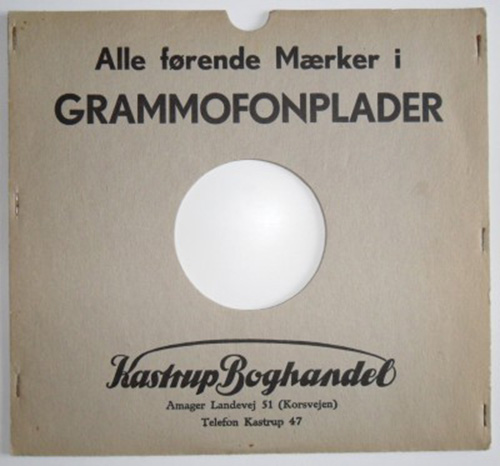 Alle førende Mærker i
GRAMMOFONPLADER
Kastrup Boghandel
Amager Landevej 51 (Korsvejen)
Telefon Kastrup 47